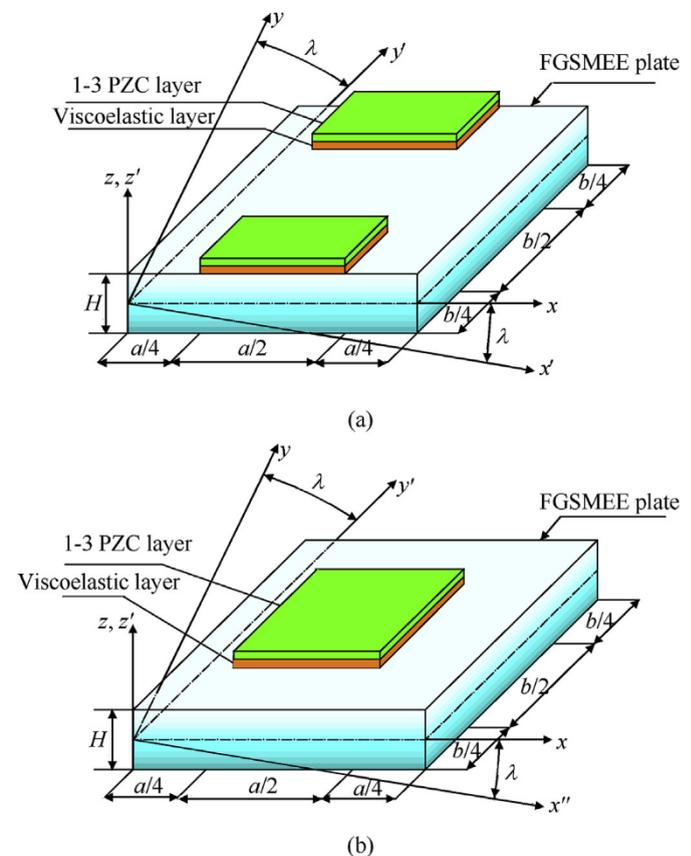 y
λ
y′
FGSMEE plate
1-3 PZC layer
Viscoelastic layer
z, z′
b/4
b/2
H
b/4
x
λ
a/4
a/2
a/4
x′
(a)
y
λ
y′
FGSMEE plate
1-3 PZC layer
Viscoelastic layer
z, z′
b/4
b/2
H
b/4
x
λ
a/4
a/2
a/4
x″
(b)